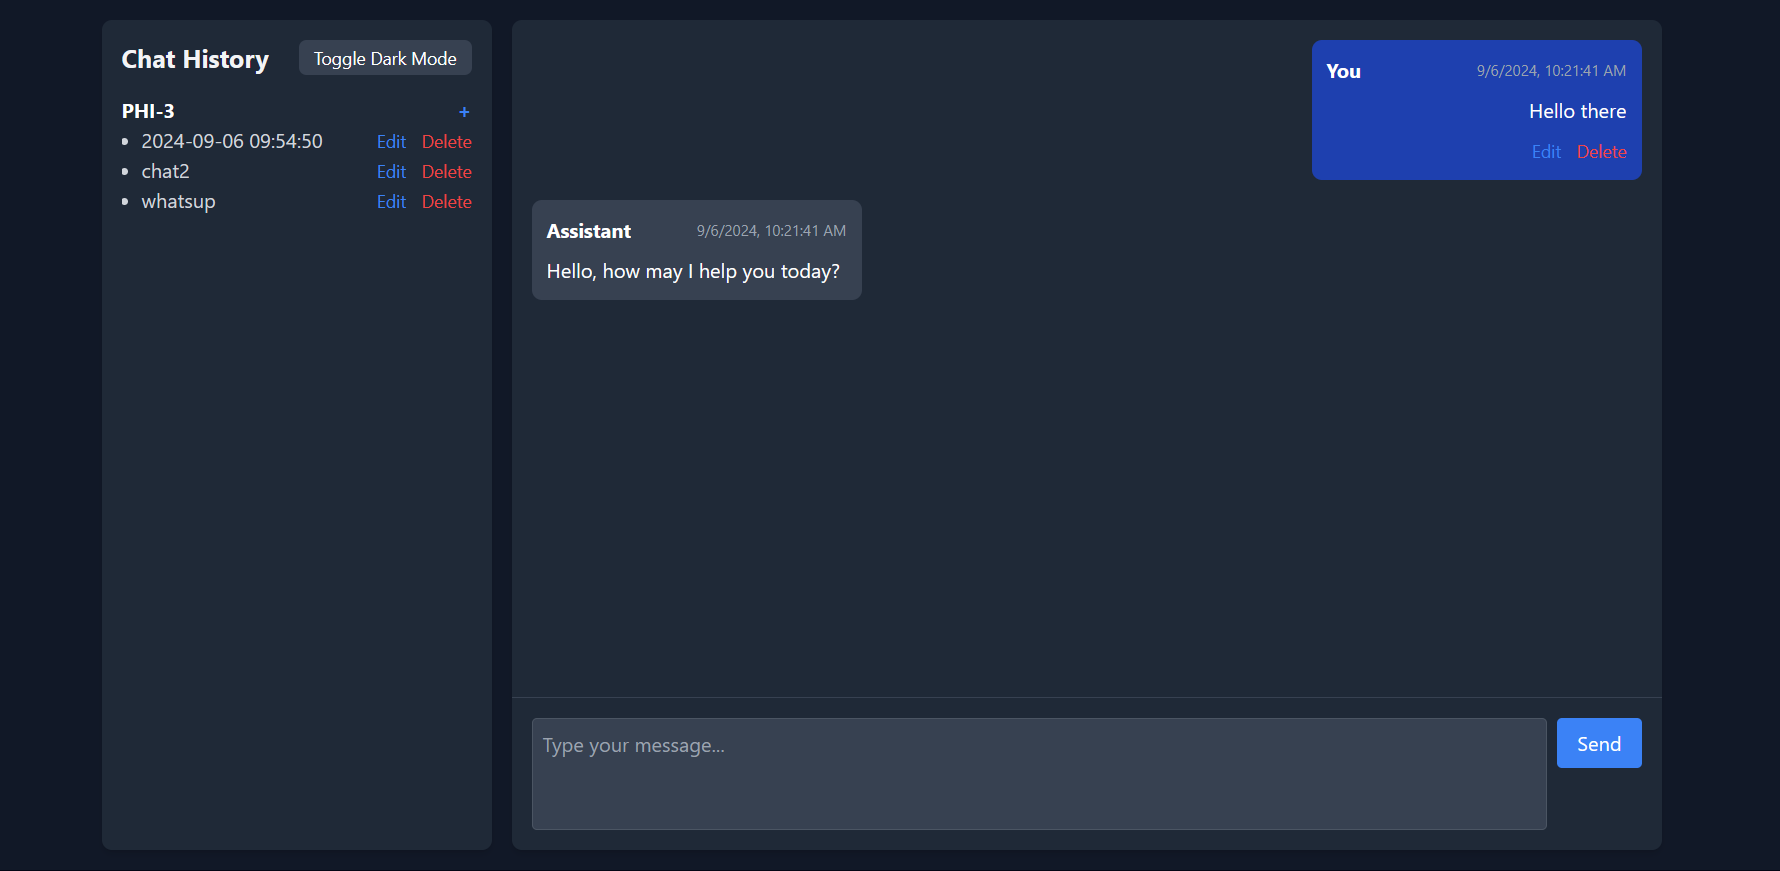 Chat History
Toggle Dark Mode
PHI-3 +
2024-09-06 09:54:50 Edit Delete
chat2 Edit Delete
whatsup Edit Delete
You 9/6/2024, 10:21:41 AM
Hello there
Edit Delete
Assistant 9/6/2024, 10:21:41 AM
Hello, how may I help you today?
Type your message...
Send